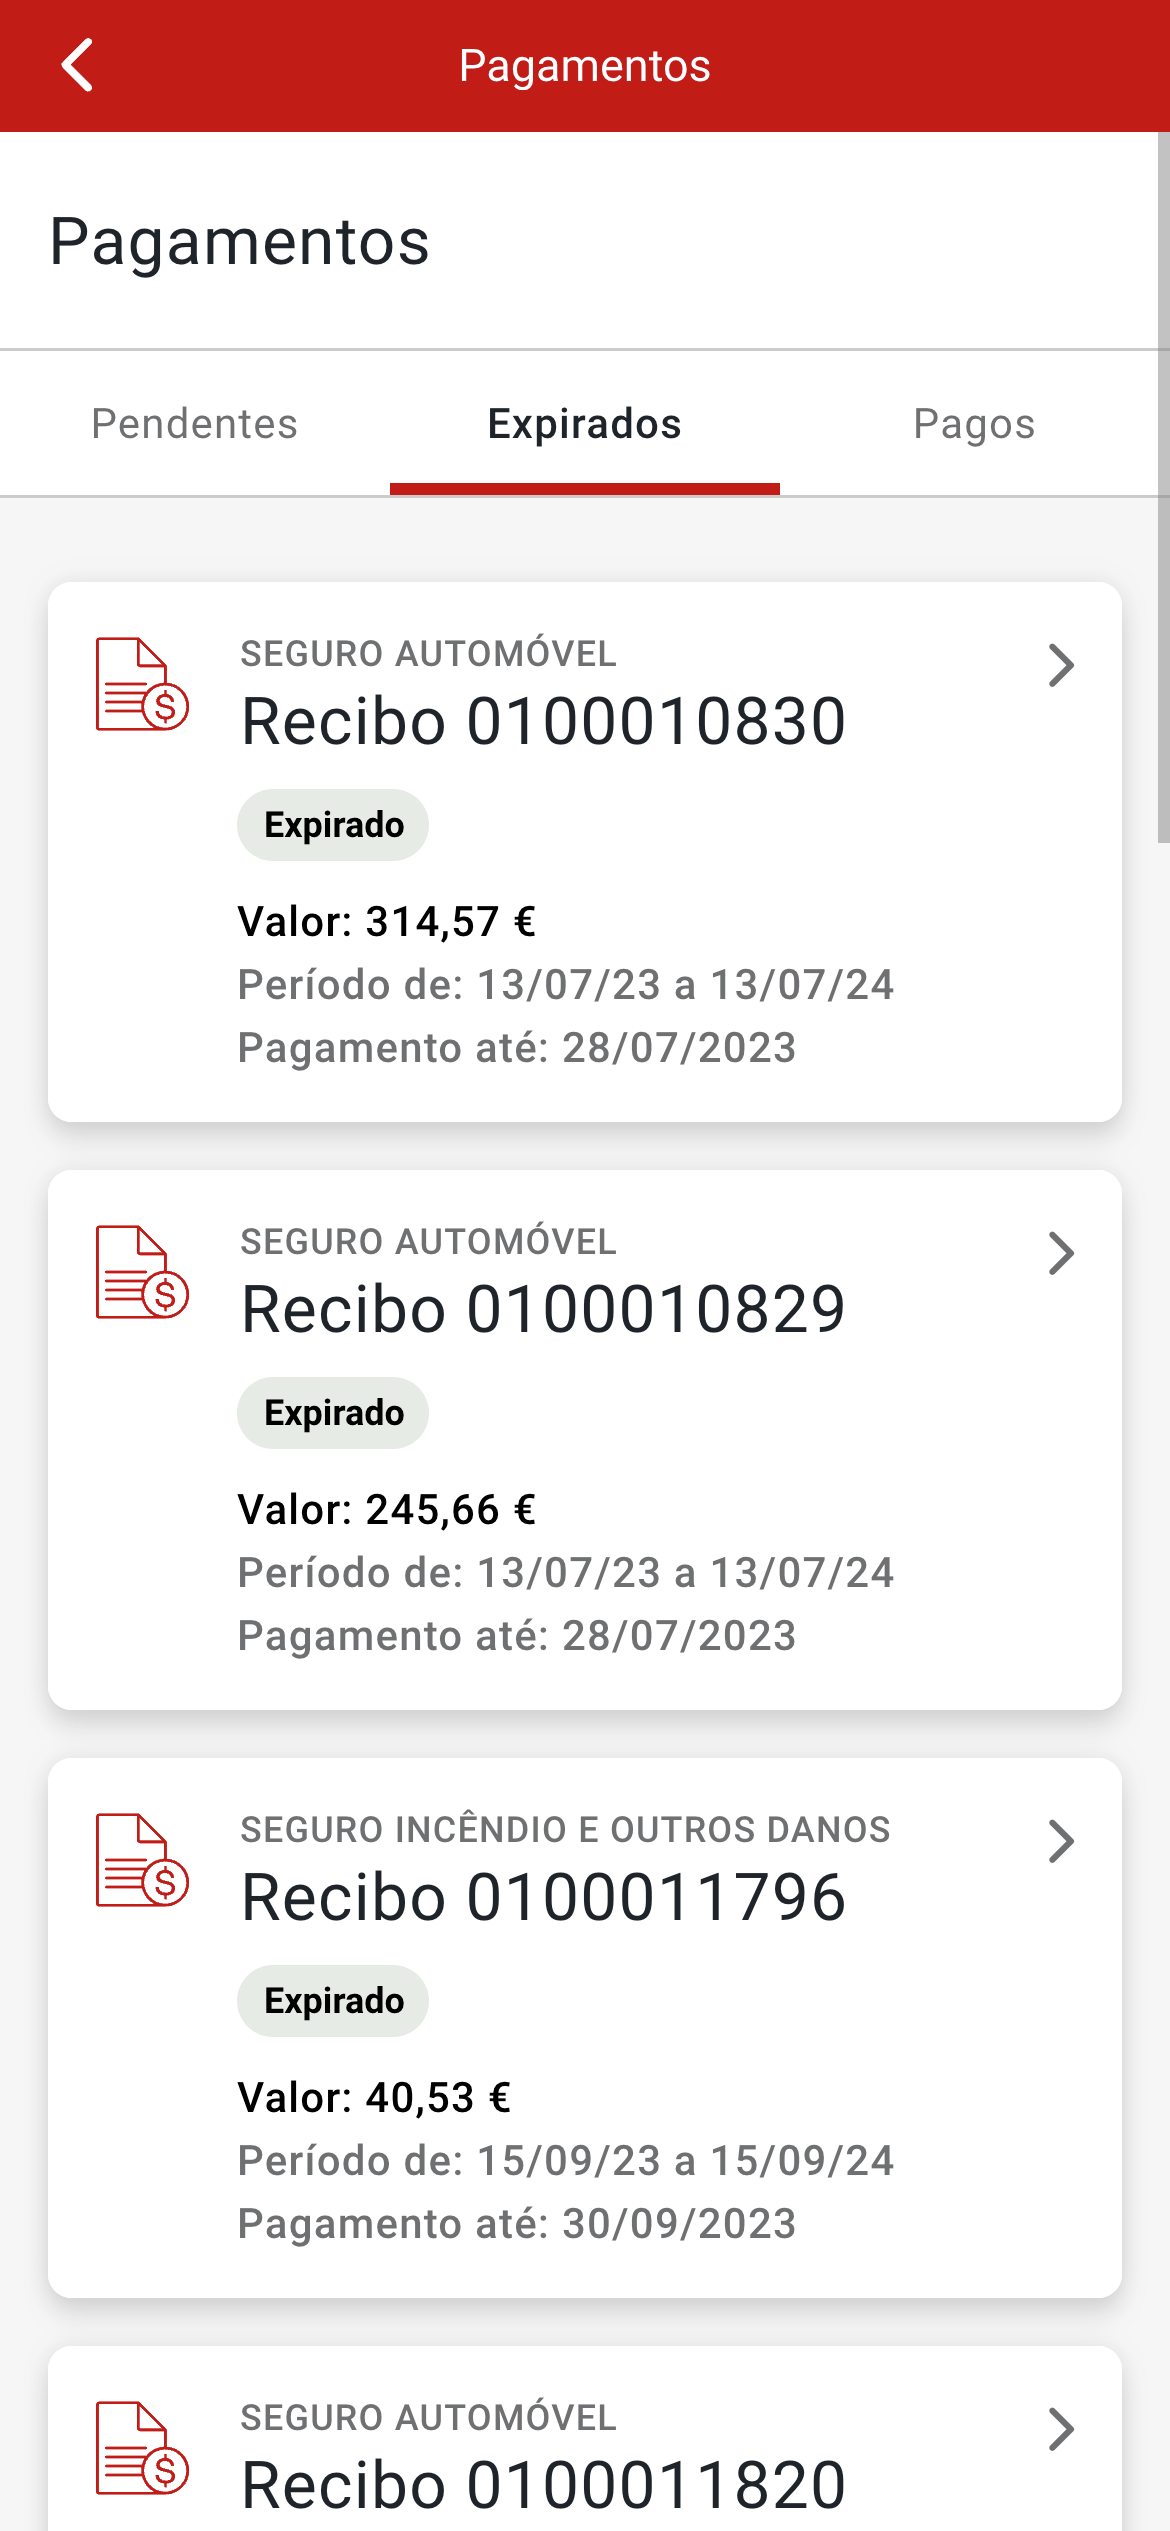 Pagamentos
Pagamentos
Pendentes
Expirados
Pagos
SEGURO AUTOMÓVEL
Recibo 0100010830
Expirado
Valor: 314,57 €
Período de: 13/07/23 a 13/07/24
Pagamento até: 28/07/2023
SEGURO AUTOMÓVEL
Recibo 0100010829
Expirado
Valor: 245,66 €
Período de: 13/07/23 a 13/07/24
Pagamento até: 28/07/2023
SEGURO INCÊNDIO E OUTROS DANOS
Recibo 0100011796
Expirado
Valor: 40,53 €
Período de: 15/09/23 a 15/09/24
Pagamento até: 30/09/2023
SEGURO AUTOMÓVEL
Recibo 0100011820